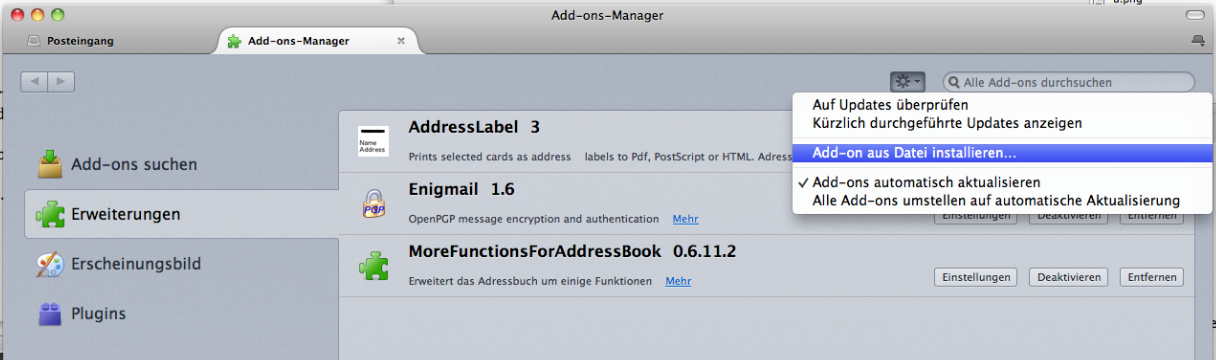 Add-ons-Manager
Posteingang
Add-ons-Manager
Alle Add-ons durchsuchen
Auf Updates überprüfen
Kürzlich durchgeführte Updates anzeigen
Add-on aus Datei installieren...
✓ Add-ons automatisch aktualisieren
Alle Add-ons umstellen auf automatische Aktualisierung
Add-ons suchen
Erweiterungen
Erscheinungsbild
Plugins
Name
Address
AddressLabel 3
Prints selected cards as address labels to Pdf, PostScript or HTML. Adress
PGP
Enigmail 1.6
OpenPGP message encryption and authentication Mehr
Einstellungen Deaktivieren Entfernen
MoreFunctionsForAddressBook 0.6.11.2
Erweitert das Adressbuch um einige Funktionen Mehr
Einstellungen Deaktivieren Entfernen